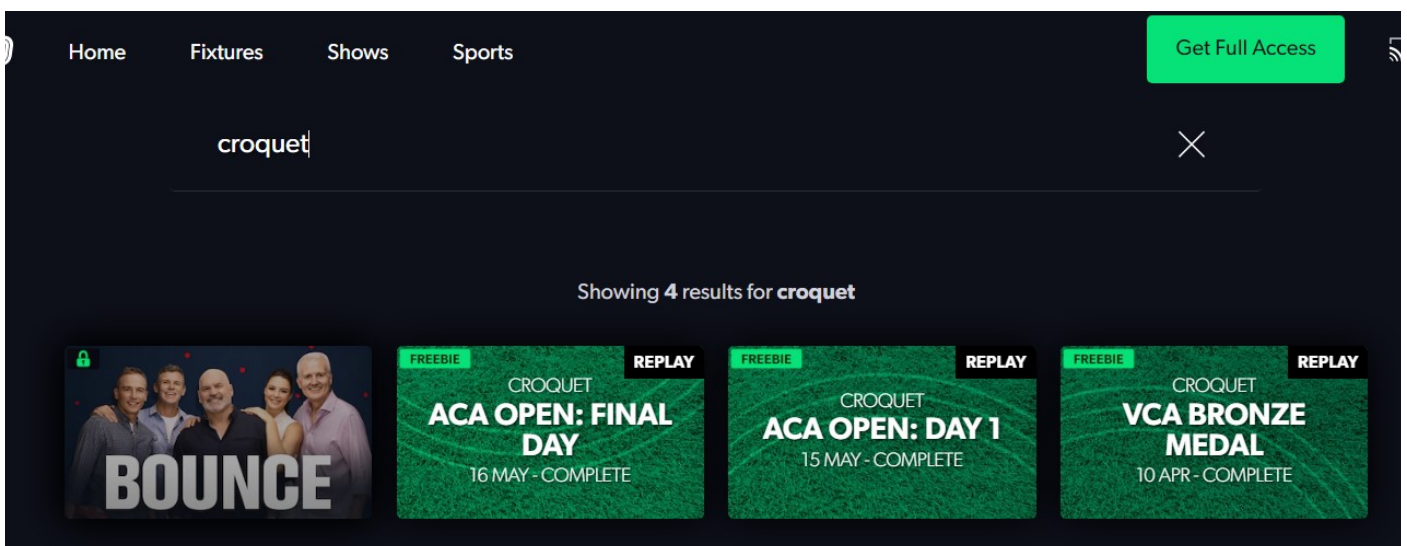 Home Fixtures Shows Sports Get Full Access
croquet
Showing 4 results for croquet
BOUNCE
FREEBIE REPLAY
CROQUET
ACA OPEN: FINAL
DAY
16 MAY - COMPLETE
FREEBIE REPLAY
CROQUET
ACA OPEN: DAY 1
15 MAY - COMPLETE
FREEBIE REPLAY
CROQUET
VCA BRONZE
MEDAL
10 APR - COMPLETE